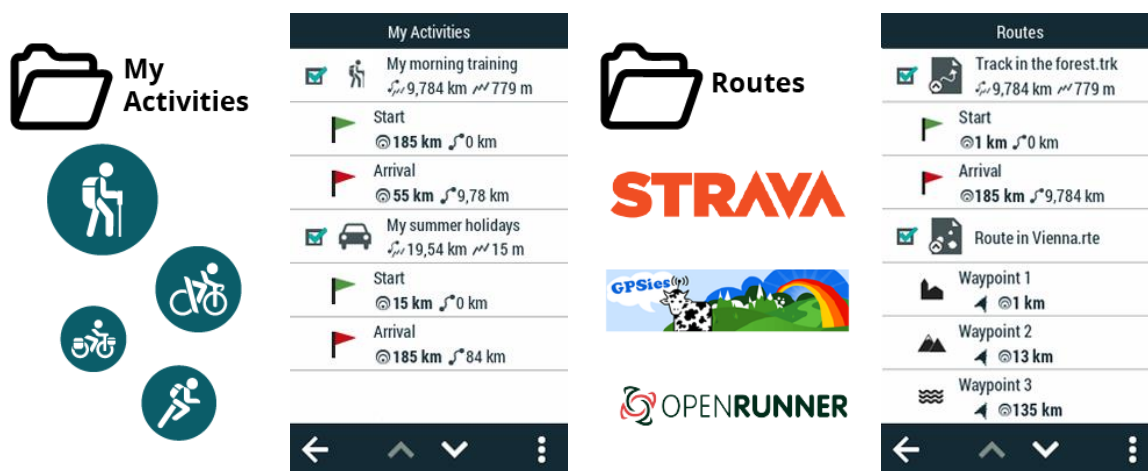 My
Activities
My Activities
My morning training
9,784 km 779 m
Start
185 km 0 km
Arrival
55 km 9,78 km
My summer holidays
19,54 km 15 m
Start
15 km 0 km
Arrival
185 km 84 km
Routes
STRAVA
GPSies
OPENRUNNER
Routes
Track in the forest.trk
9,784 km 779 m
Start
1 km 0 km
Arrival
185 km 9,784 km
Route in Vienna.rte
Waypoint 1
1 km
Waypoint 2
13 km
Waypoint 3
135 km